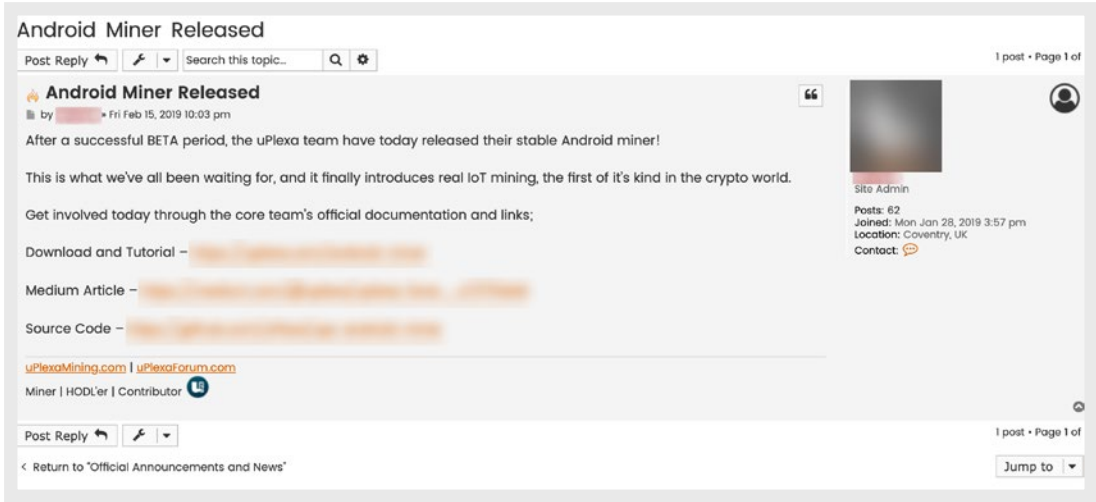 Android Miner Released
Post Reply
Search this topic...
1 post • Page 1 of
Android Miner Released
by • Fri Feb 15, 2019 10:03 pm
After a successful BETA period, the uPlexa team have today released their stable Android miner!
This is what we've all been waiting for, and it finally introduces real IoT mining, the first of it's kind in the crypto world.
Get involved today through the core team's official documentation and links;
Download and Tutorial –
Medium Article –
Source Code –
uPlexaMining.com | uPlexaForum.com
Miner | HODL'er | Contributor
Site Admin
Posts: 62
Joined: Mon Jan 28, 2019 3:57 pm
Location: Coventry, UK
Contact:
Post Reply
1 post • Page 1 of
< Return to "Official Announcements and News"
Jump to